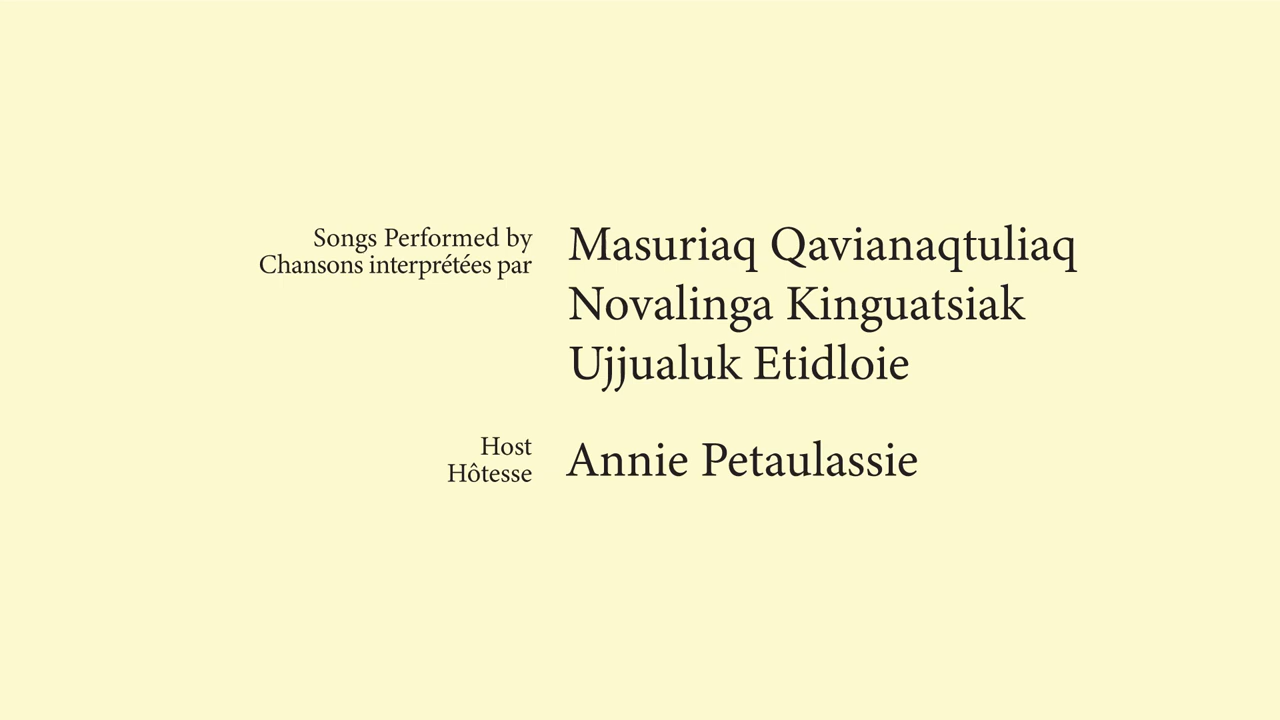 Songs Performed by
Chansons interprétées par
Masuriaq Qavianaqtuliaq
Novalinga Kinguatsiak
Ujjualuk Etidloie
Host
Hôtesse
Annie Petaulassie